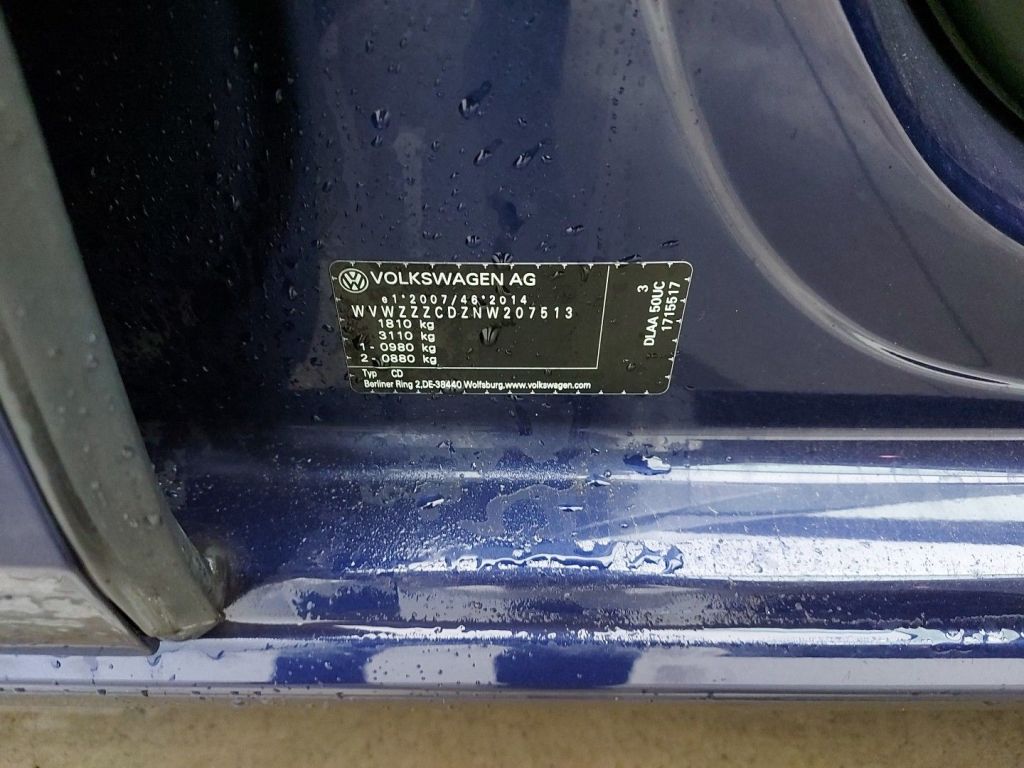 VOLKSWAGEN AG
e1*2007/46*2014
WVWZZZCDZNW207513
1810 kg
3110 kg
1 - 0980 kg
2 - 0880 kg
Typ CD
Berliner Ring 2,DE-38440 Wolfsburg,www.volkswagen.com
3
DLAA 50UC
1715517